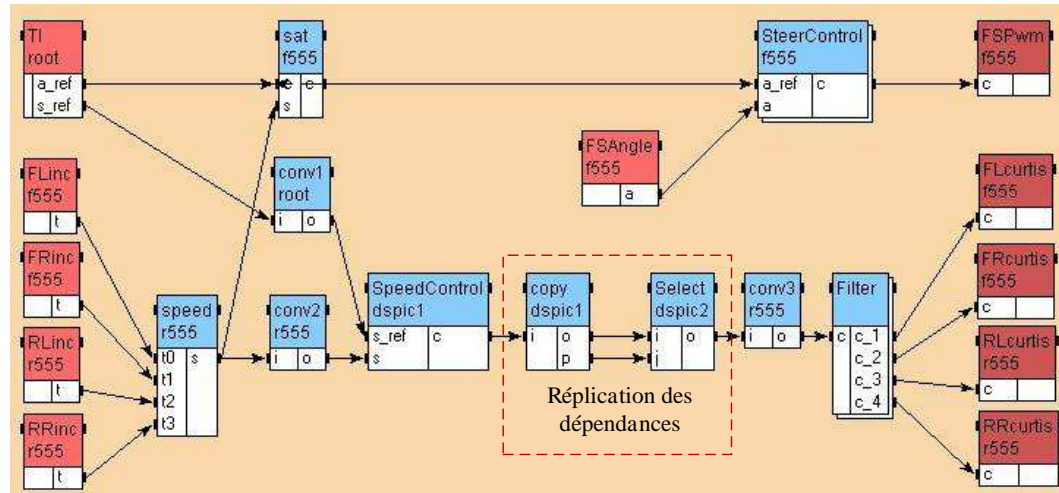 TI
root
a_ref
s_ref
sat
f555
e e
s
SteerControl
f555
a_ref c
a
FSPwm
f555
c
FSAngle
f555
a
FLinc
f555
t
conv1
root
i o
FLcurtis
f555
c
FRinc
f555
t
FRcurtis
f555
c
speed
r555
t0 s
t1
t2
t3
conv2
r555
i o
SpeedControl
dspic1
s_ref c
s
copy
dspic1
i o
p
Select
dspic2
i o
i
conv3
r555
i o
Filter
c c_1
c_2
c_3
c_4
RLinc
r555
t
RLcurtis
r555
c
Réplication des
dépendances
RRinc
r555
t
RRcurtis
r555
c